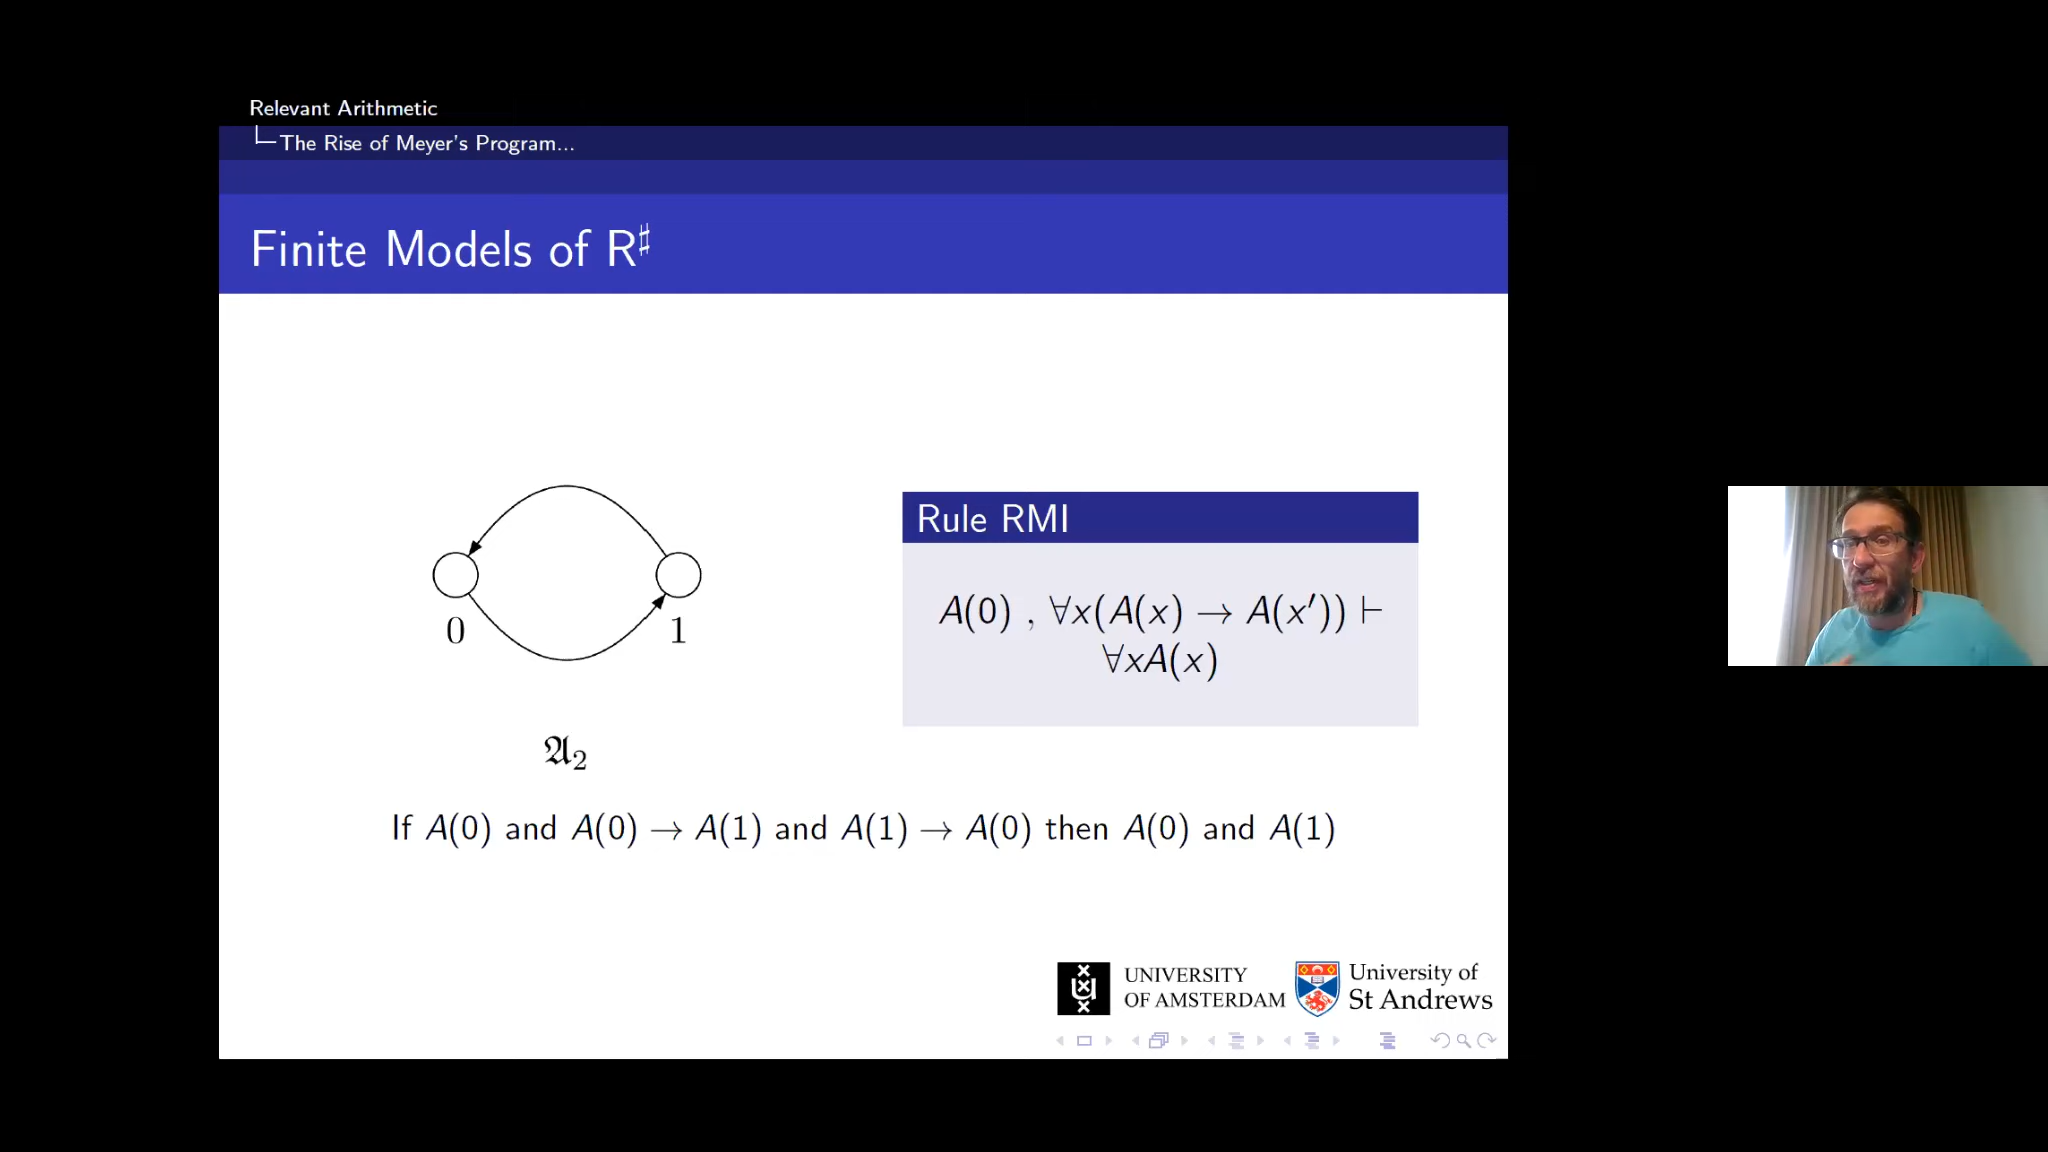 Relevant Arithmetic
The Rise of Meyer's Program...
Finite Models of R♯
0
1
𝔄₂
Rule RMI
A(0) , ∀x(A(x) → A(x′)) ⊢
∀xA(x)
If A(0) and A(0) → A(1) and A(1) → A(0) then A(0) and A(1)
UNIVERSITY
OF AMSTERDAM
University of
St Andrews